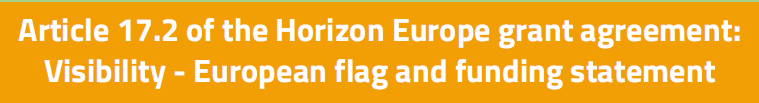 Article 17.2 of the Horizon Europe grant agreement:
Visibility - European flag and funding statement